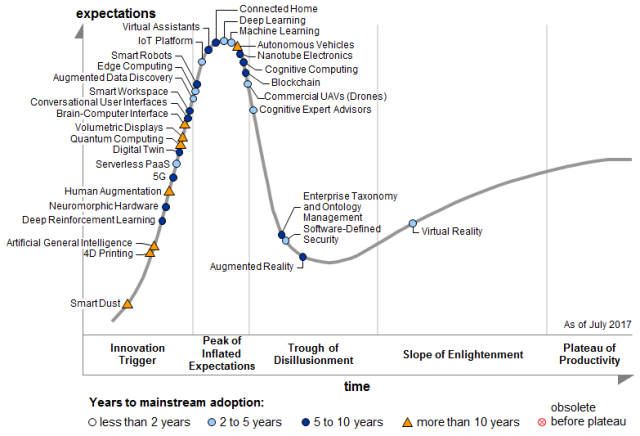 expectations
Connected Home
Deep Learning
Virtual Assistants
Machine Learning
IoT Platform
Autonomous Vehicles
Nanotube Electronics
Smart Robots
Edge Computing
Cognitive Computing
Augmented Data Discovery
Blockchain
Smart Workspace
Commercial UAVs (Drones)
Conversational User Interfaces
Cognitive Expert Advisors
Brain-Computer Interface
Volumetric Displays
Quantum Computing
Digital Twin
Serverless PaaS
5G
Human Augmentation
Neuromorphic Hardware
Deep Reinforcement Learning
Artificial General Intelligence
4D Printing
Smart Dust
Enterprise Taxonomy
and Ontology
Management
Software-Defined
Security
Augmented Reality
Virtual Reality
As of July 2017
Innovation
Trigger
Peak of
Inflated
Expectations
Trough of
Disillusionment
Slope of Enlightenment
Plateau of
Productivity
time
Years to mainstream adoption:
less than 2 years
2 to 5 years
5 to 10 years
more than 10 years
obsolete
before plateau